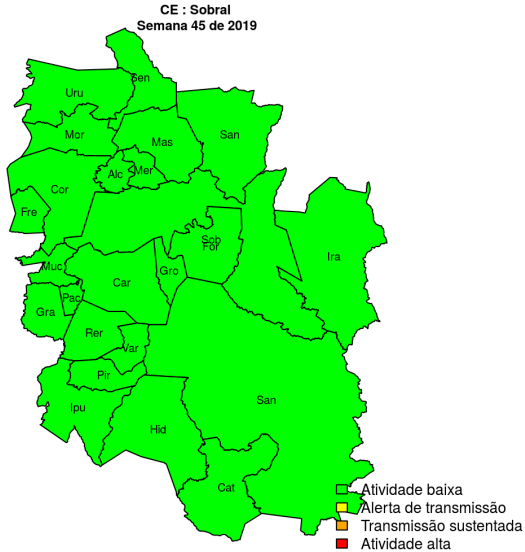 CE : Sobral
Semana 45 de 2019
Sen
Uru
Mor
Mas
San
Alc
Mer
Cor
Fre
Sob
For
Ira
Muc
Gro
Car
Pac
Gra
Rer
Var
Pir
San
Ipu
Hid
Cat
Atividade baixa
Alerta de transmissão
Transmissão sustentada
Atividade alta